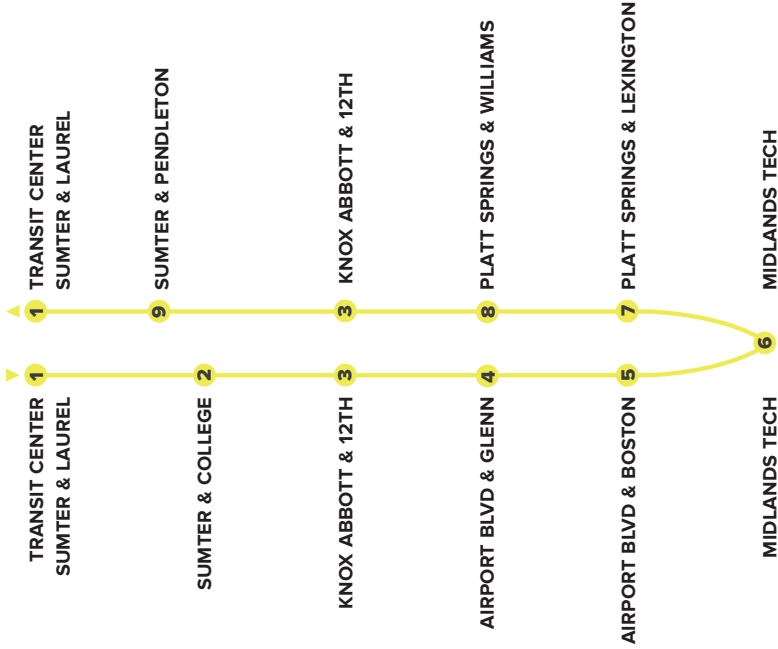 TRANSIT CENTER
SUMTER & LAUREL
SUMTER & PENDLETON
KNOX ABBOTT & 12TH
PLATT SPRINGS & WILLIAMS
PLATT SPRINGS & LEXINGTON
MIDLANDS TECH
1
9
3
8
7
6
1
2
3
4
5
TRANSIT CENTER
SUMTER & LAUREL
SUMTER & COLLEGE
KNOX ABBOTT & 12TH
AIRPORT BLVD & GLENN
AIRPORT BLVD & BOSTON
MIDLANDS TECH